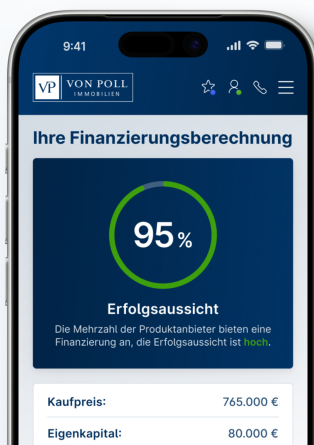 9:41
VP VON POLL
IMMOBILIEN
Ihre Finanzierungsberechnung
95%
Erfolgsaussicht
Die Mehrzahl der Produktanbieter bieten eine
Finanzierung an, die Erfolgsaussicht ist hoch.
Kaufpreis: 765.000 €
Eigenkapital: 80.000 €